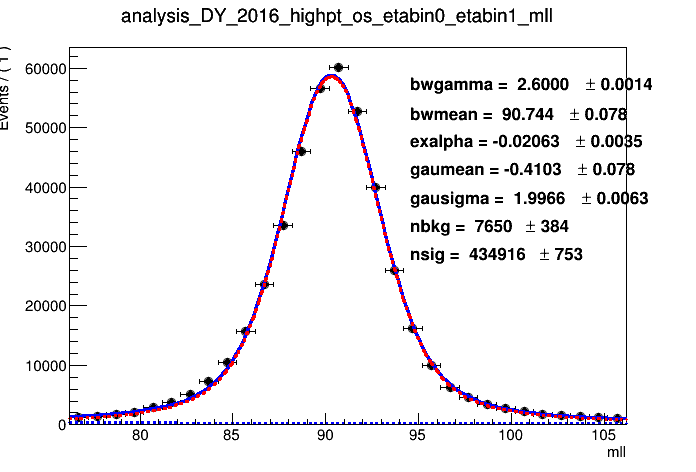 analysis_DY_2016_highpt_os_etabin0_etabin1_mll
Events / ( 1 )
60000
50000
40000
30000
20000
10000
0
bwgamma = 2.6000 ± 0.0014
bwmean = 90.744 ± 0.078
exalpha = -0.02063 ± 0.0035
gaumean = -0.4103 ± 0.078
gausigma = 1.9966 ± 0.0063
nbkg = 7650 ± 384
nsig = 434916 ± 753
80 85 90 95 100 105
mll